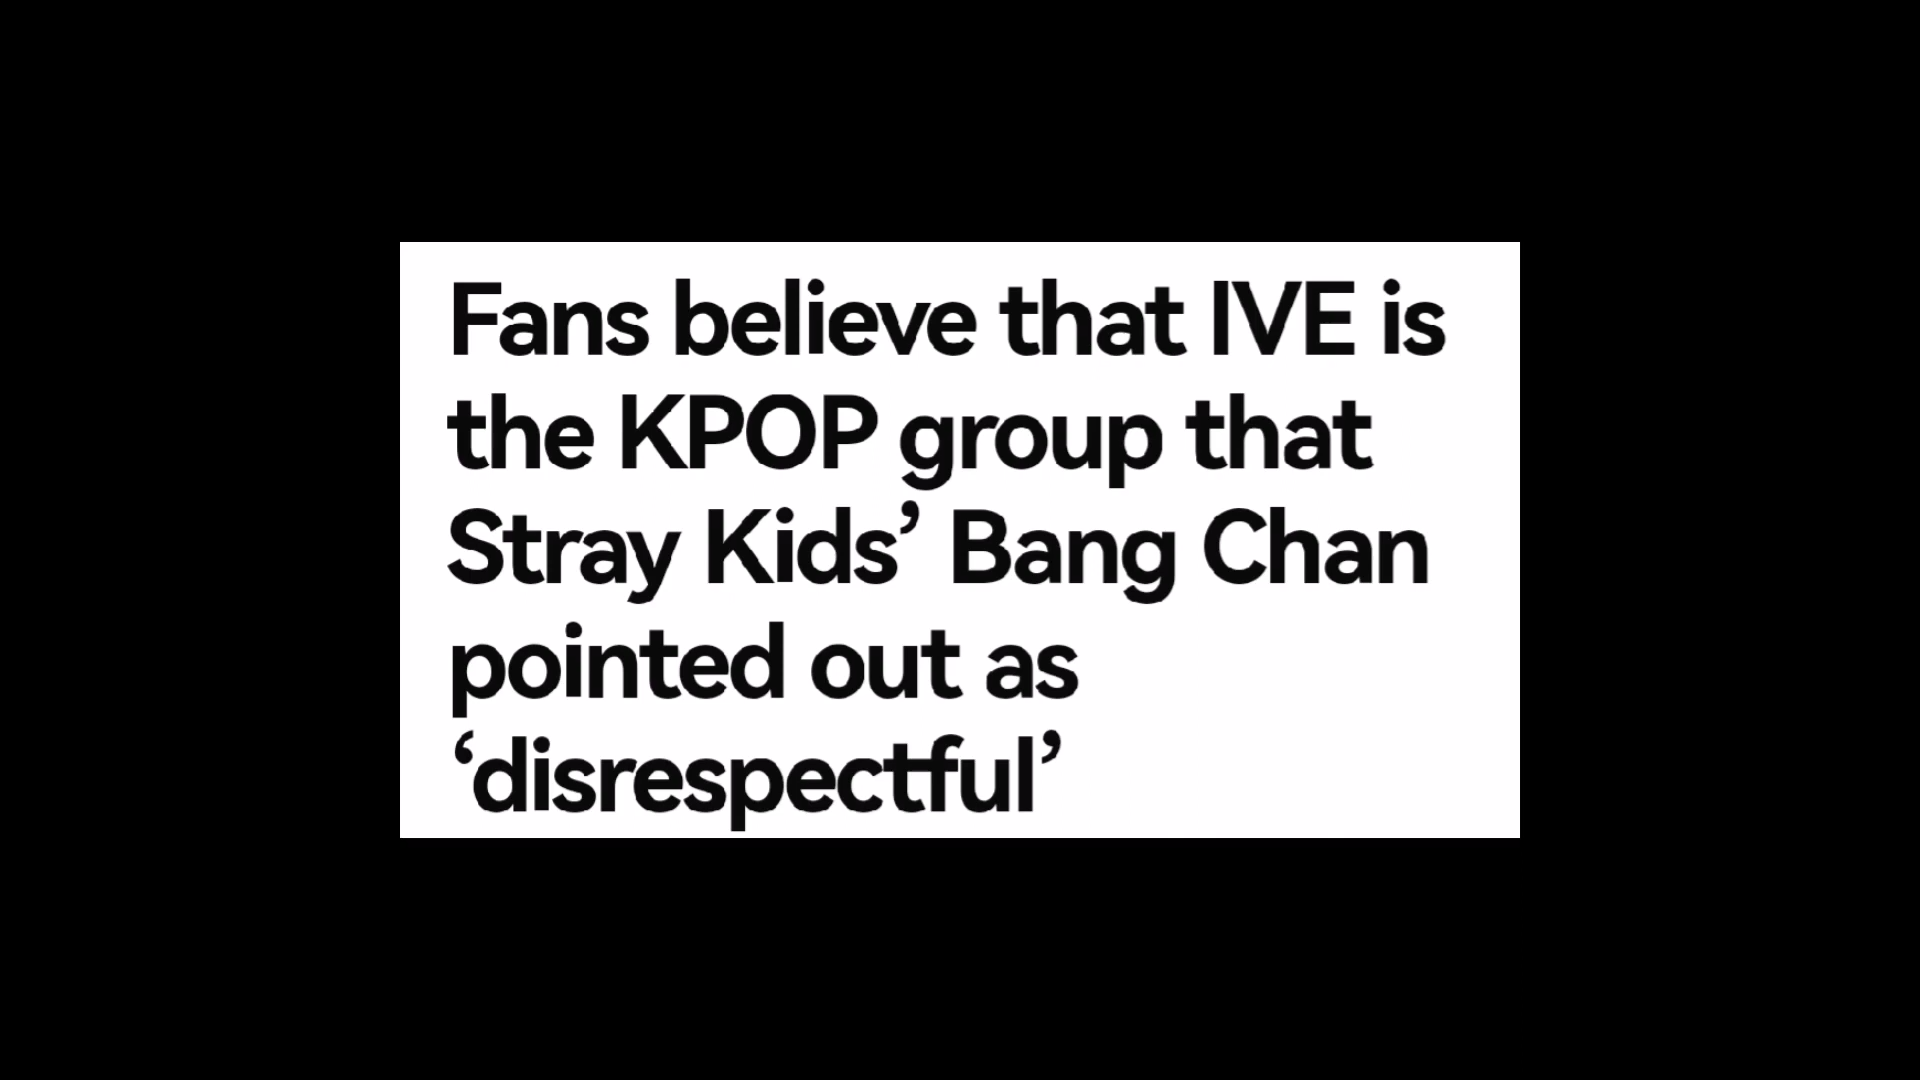 Fans believe that IVE is
the KPOP group that
Stray Kids’ Bang Chan
pointed out as
‘disrespectful’